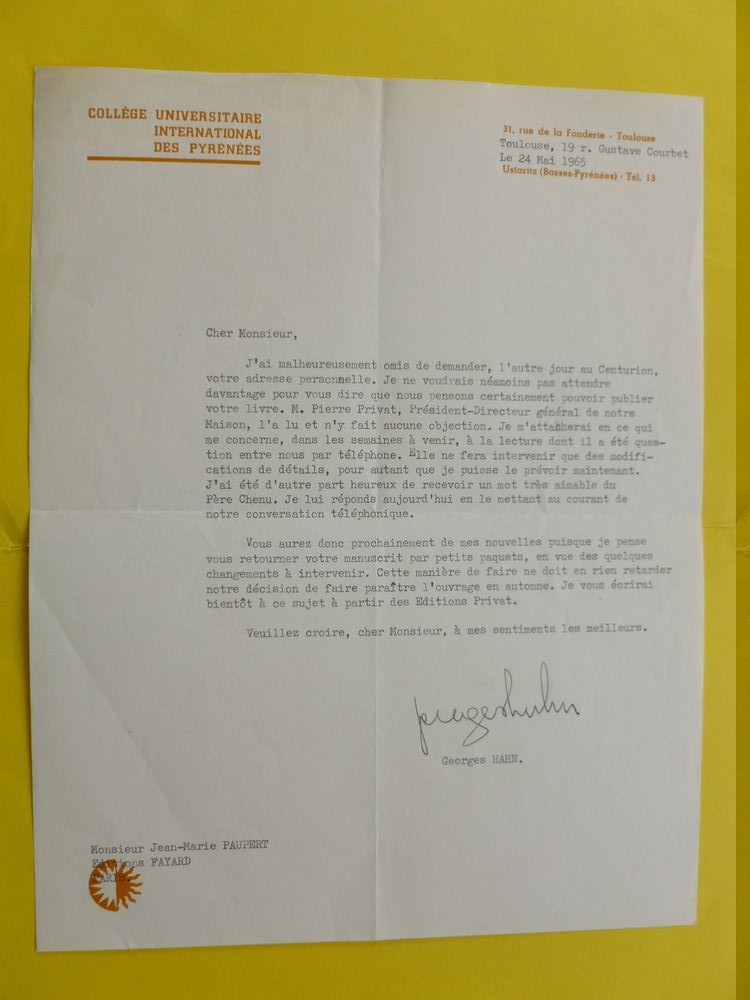 COLLÈGE UNIVERSITAIRE
INTERNATIONAL
DES PYRÉNÉES
31, rue de la Fonderie - Toulouse
Toulouse, 19 r. Gustave Courbet
Le 24 Mai 1965
Ustaritz (Basses-Pyrénées) - Tél. 13
Cher Monsieur,
J'ai malheureusement omis de demander, l'autre jour au Centurion,
votre adresse personnelle. Je ne voudrais néamoins pas attendre
davantage pour vous dire que nous pensons certainement pouvoir publier
votre livre. M. Pierre Privat, Président-Directeur général de notre
Maison, l'a lu et n'y fait aucune objection. Je m'attacherai en ce qui
me concerne, dans les semaines à venir, à la lecture dont il a été ques-
tion entre nous par téléphone. Elle ne fera intervenir que des modifi-
cations de détails, pour autant que je puisse le prévoir maintenant.
J'ai été d'autre part heureux de recevoir un mot très aimable du
Père Chenu. Je lui réponds aujourd'hui en le mettant au courant de
notre conversation téléphonique.
Vous aurez donc prochainement de mes nouvelles puisque je pense
vous retourner votre manuscrit par petits paquets, en vue des quelques
changements à intervenir. Cette manière de faire ne doit en rien retarder
notre décision de faire paraître l'ouvrage en automne. Je vous écrirai
bientôt à ce sujet à partir des Editions Privat.
Veuillez croire, cher Monsieur, à mes sentiments les meilleurs.
Georges HAHN.
Monsieur Jean-Marie PAUPERT
Editions FAYARD
PARIS.